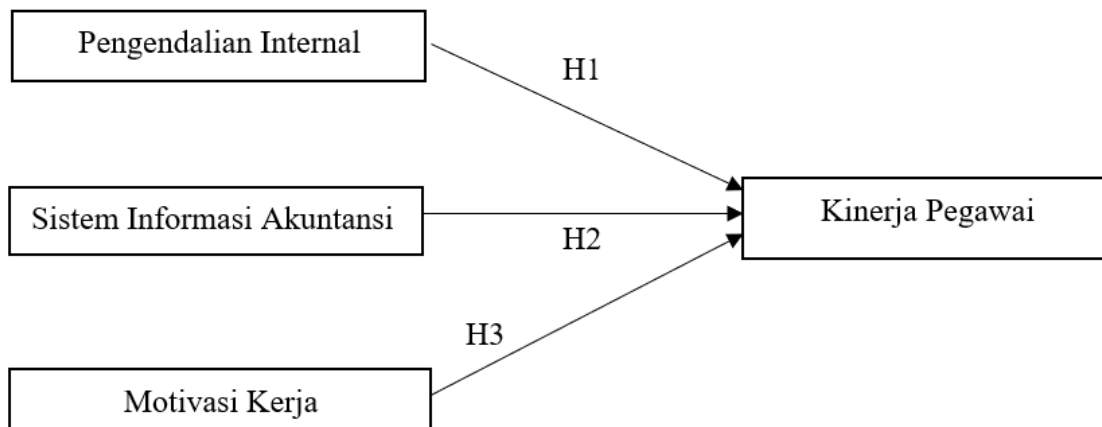 Pengendalian Internal
H1
Sistem Informasi Akuntansi
Kinerja Pegawai
H2
H3
Motivasi Kerja